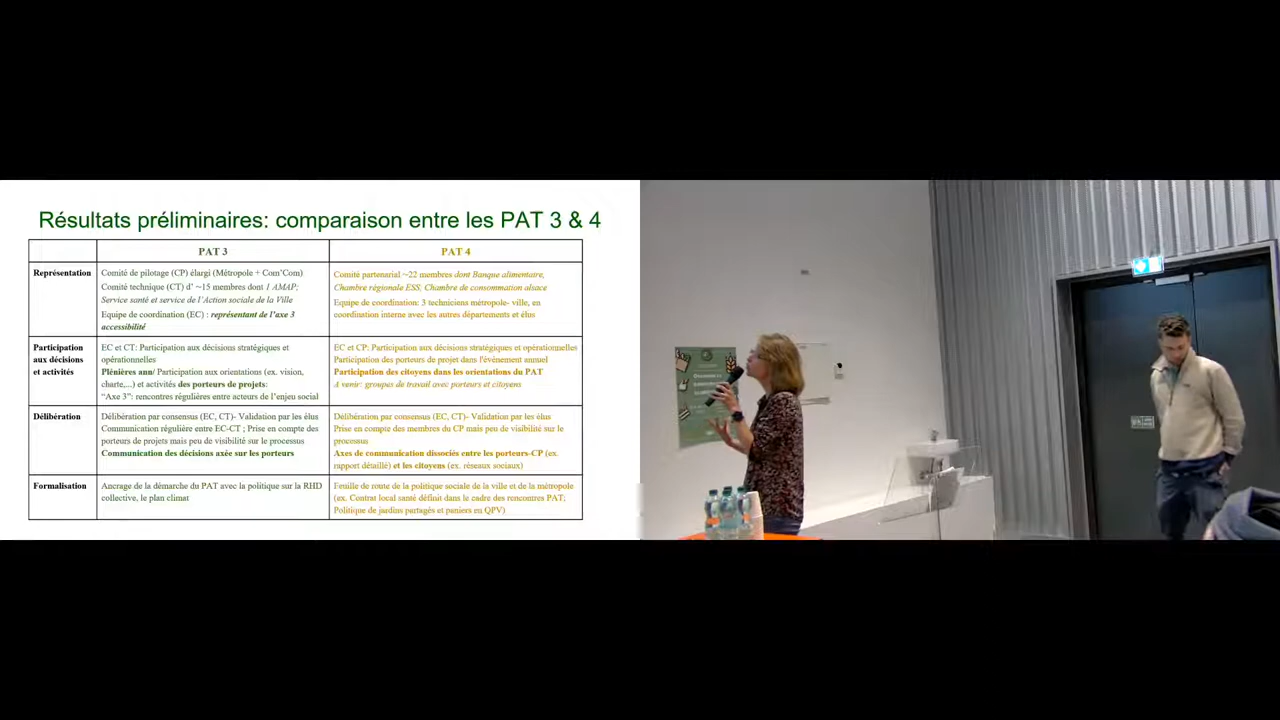 Résultats préliminaires: comparaison entre les PAT 3 & 4
PAT 3
PAT 4
Représentation
Comité de pilotage (CP) élargi (Métropole + Com'Com)
Comité technique (CT) d' ~15 membres dont 1 AMAP;
Service santé et service de l'Action sociale de la Ville
Equipe de coordination (EC) : représentant de l'axe 3
accessibilité
Comité partenarial ~22 membres dont Banque alimentaire,
Chambre régionale ESS; Chambre de consommation alsace
Equipe de coordination: 3 techniciens métropole- ville, en
coordination interne avec les autres départements et élus
Participation
aux décisions
et activités
EC et CT: Participation aux décisions stratégiques et
opérationnelles
Plénières ann/ Participation aux orientations (ex. vision,
charte,...) et activités des porteurs de projets:
"Axe 3": rencontres régulières entre acteurs de l'enjeu social
EC et CP: Participation aux décisions stratégiques et opérationnelles
Participation des porteurs de projet dans l'événement annuel
Participation des citoyens dans les orientations du PAT
A venir: groupes de travail avec porteurs et citoyens
Délibération
Délibération par consensus (EC, CT)- Validation par les élus
Communication régulière entre EC-CT ; Prise en compte des
porteurs de projets mais peu de visibilité sur le processus
Communication des décisions axée sur les porteurs
Délibération par consensus (EC, CT)- Validation par les élus
Prise en compte des membres du CP mais peu de visibilité sur le
processus
Axes de communication dissociés entre les porteurs-CP (ex.
rapport détaillé) et les citoyens (ex. réseaux sociaux)
Formalisation
Ancrage de la démarche du PAT avec la politique sur la RHD
collective, le plan climat
Feuille de route de la politique sociale de la ville et de la métropole
(ex. Contrat local santé définit dans le cadre des rencontres PAT;
Politique de jardins partagés et paniers en QPV)